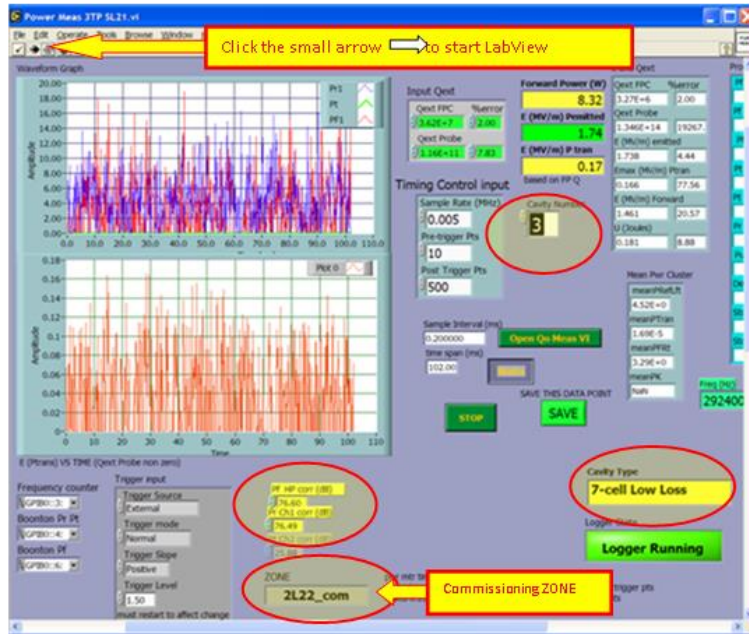 Power Meas 3TP SL21.vi
File Edit Operate Tools Browse Window
Click the small arrow to start LabView
Waveform Graph
Pr1
Pt
PF1
Amplitude
20.00
18.00
16.00
14.00
12.00
10.00
8.00
6.00
4.00
2.00
0.00
0.0 10.0 20.0 30.0 40.0 50.0 60.0 70.0 80.0 90.0 100.0 110.0
Plot 0
Amplitude
0.18
0.16
0.14
0.12
0.10
0.08
0.06
0.04
0.02
0
0 10 20 30 40 50 60 70 80 90 100 110
Time
E (Ptrans) VS TIME (Qext Probe non zero)
Input Qext
Qext FPC %error
3.62E+7 2.00
Qext Probe
1.16E+11 7.83
Forward Power (W)
8.32
E (MV/m) Pemitted
1.74
E (MV/m) P tran
0.17
based on FP Q
Qext
Qext FPC %error
3.27E+6 2.00
Qext Probe
1.346E+14 19267.
E (MV/m) emitted
1.738 4.44
Emax (MV/m) Ptran
0.166 77.56
E (MV/m) Forward
1.461 20.57
U (Joules)
0.181 8.88
Timing Control input
Sample Rate (MHz)
0.005
Pre-trigger Pts
10
Post Trigger Pts
500
Cavity Number
3
Mean Pwr Cluster
meanPRefLft
4.52E+0
meanPTran
1.69E-5
meanPFRt
3.29E+0
meanPK
NaN
Sample Interval (ms)
0.200000
time span (ms)
102.00
Open Qo Meas VI
SAVE THIS DATA POINT
STOP
SAVE
Freq (Hz)
292400
Frequency counter
GPIB0::3:
Boonton Pr Pt
GPIB0::4:
Boonton Pf
GPIB0::6:
Trigger input
Trigger Source
External
Trigger mode
Normal
Trigger Slope
Positive
Trigger Level
1.50
must restart to affect change
Pf HP corr (dB)
76.60
Pf Ch1 corr (dB)
76.49
Pf Ch2 corr (dB)
ZONE
2L22_com
Commissioning ZONE
Cavity Type
7-cell Low Loss
Logger State
Logger Running
trigger pts